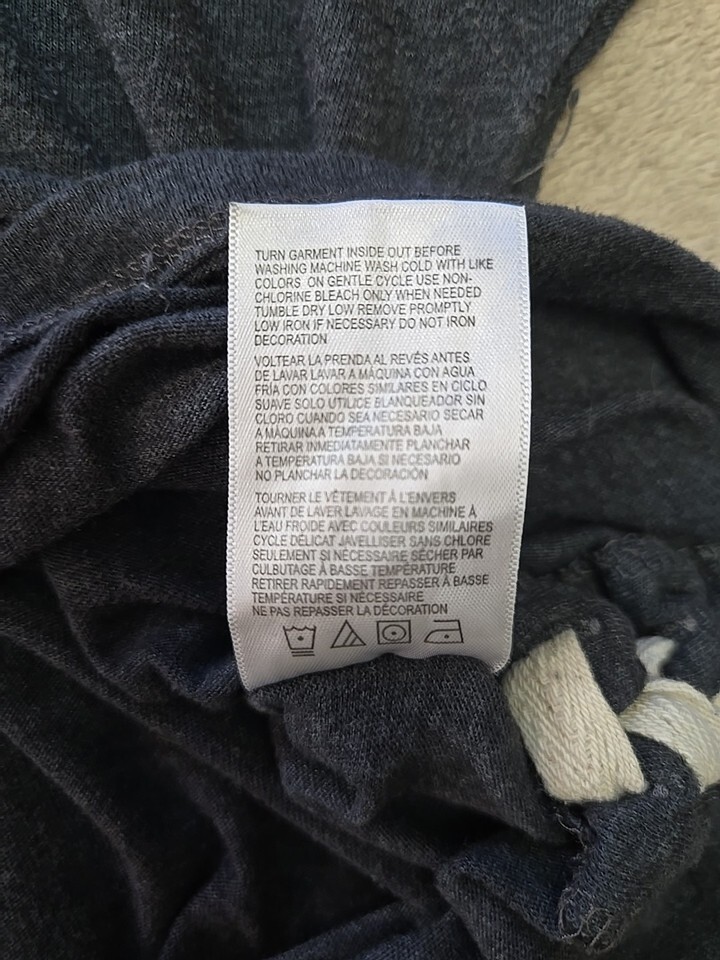 TURN GARMENT INSIDE OUT BEFORE
WASHING MACHINE WASH COLD WITH LIKE
COLORS ON GENTLE CYCLE USE NON-
CHLORINE BLEACH ONLY WHEN NEEDED
TUMBLE DRY LOW REMOVE PROMPTLY
LOW IRON IF NECESSARY DO NOT IRON
DECORATION
VOLTEAR LA PRENDA AL REVÉS ANTES
DE LAVAR LAVAR A MÁQUINA CON AGUA
FRÍA CON COLORES SIMILARES EN CICLO
SUAVE SOLO UTILICE BLANQUEADOR SIN
CLORO CUANDO SEA NECESARIO SECAR
A MÁQUINA A TEMPERATURA BAJA
RETIRAR INMEDIATAMENTE PLANCHAR
A TEMPERATURA BAJA SI NECESARIO
NO PLANCHAR LA DECORACIÓN
TOURNER LE VÊTEMENT À L'ENVERS
AVANT DE LAVER LAVAGE EN MACHINE À
L'EAU FROIDE AVEC COULEURS SIMILAIRES
CYCLE DÉLICAT JAVELLISER SANS CHLORE
SEULEMENT SI NÉCESSAIRE SÉCHER PAR
CULBUTAGE À BASSE TEMPÉRATURE
RETIRER RAPIDEMENT REPASSER À BASSE
TEMPÉRATURE SI NÉCESSAIRE
NE PAS REPASSER LA DÉCORATION